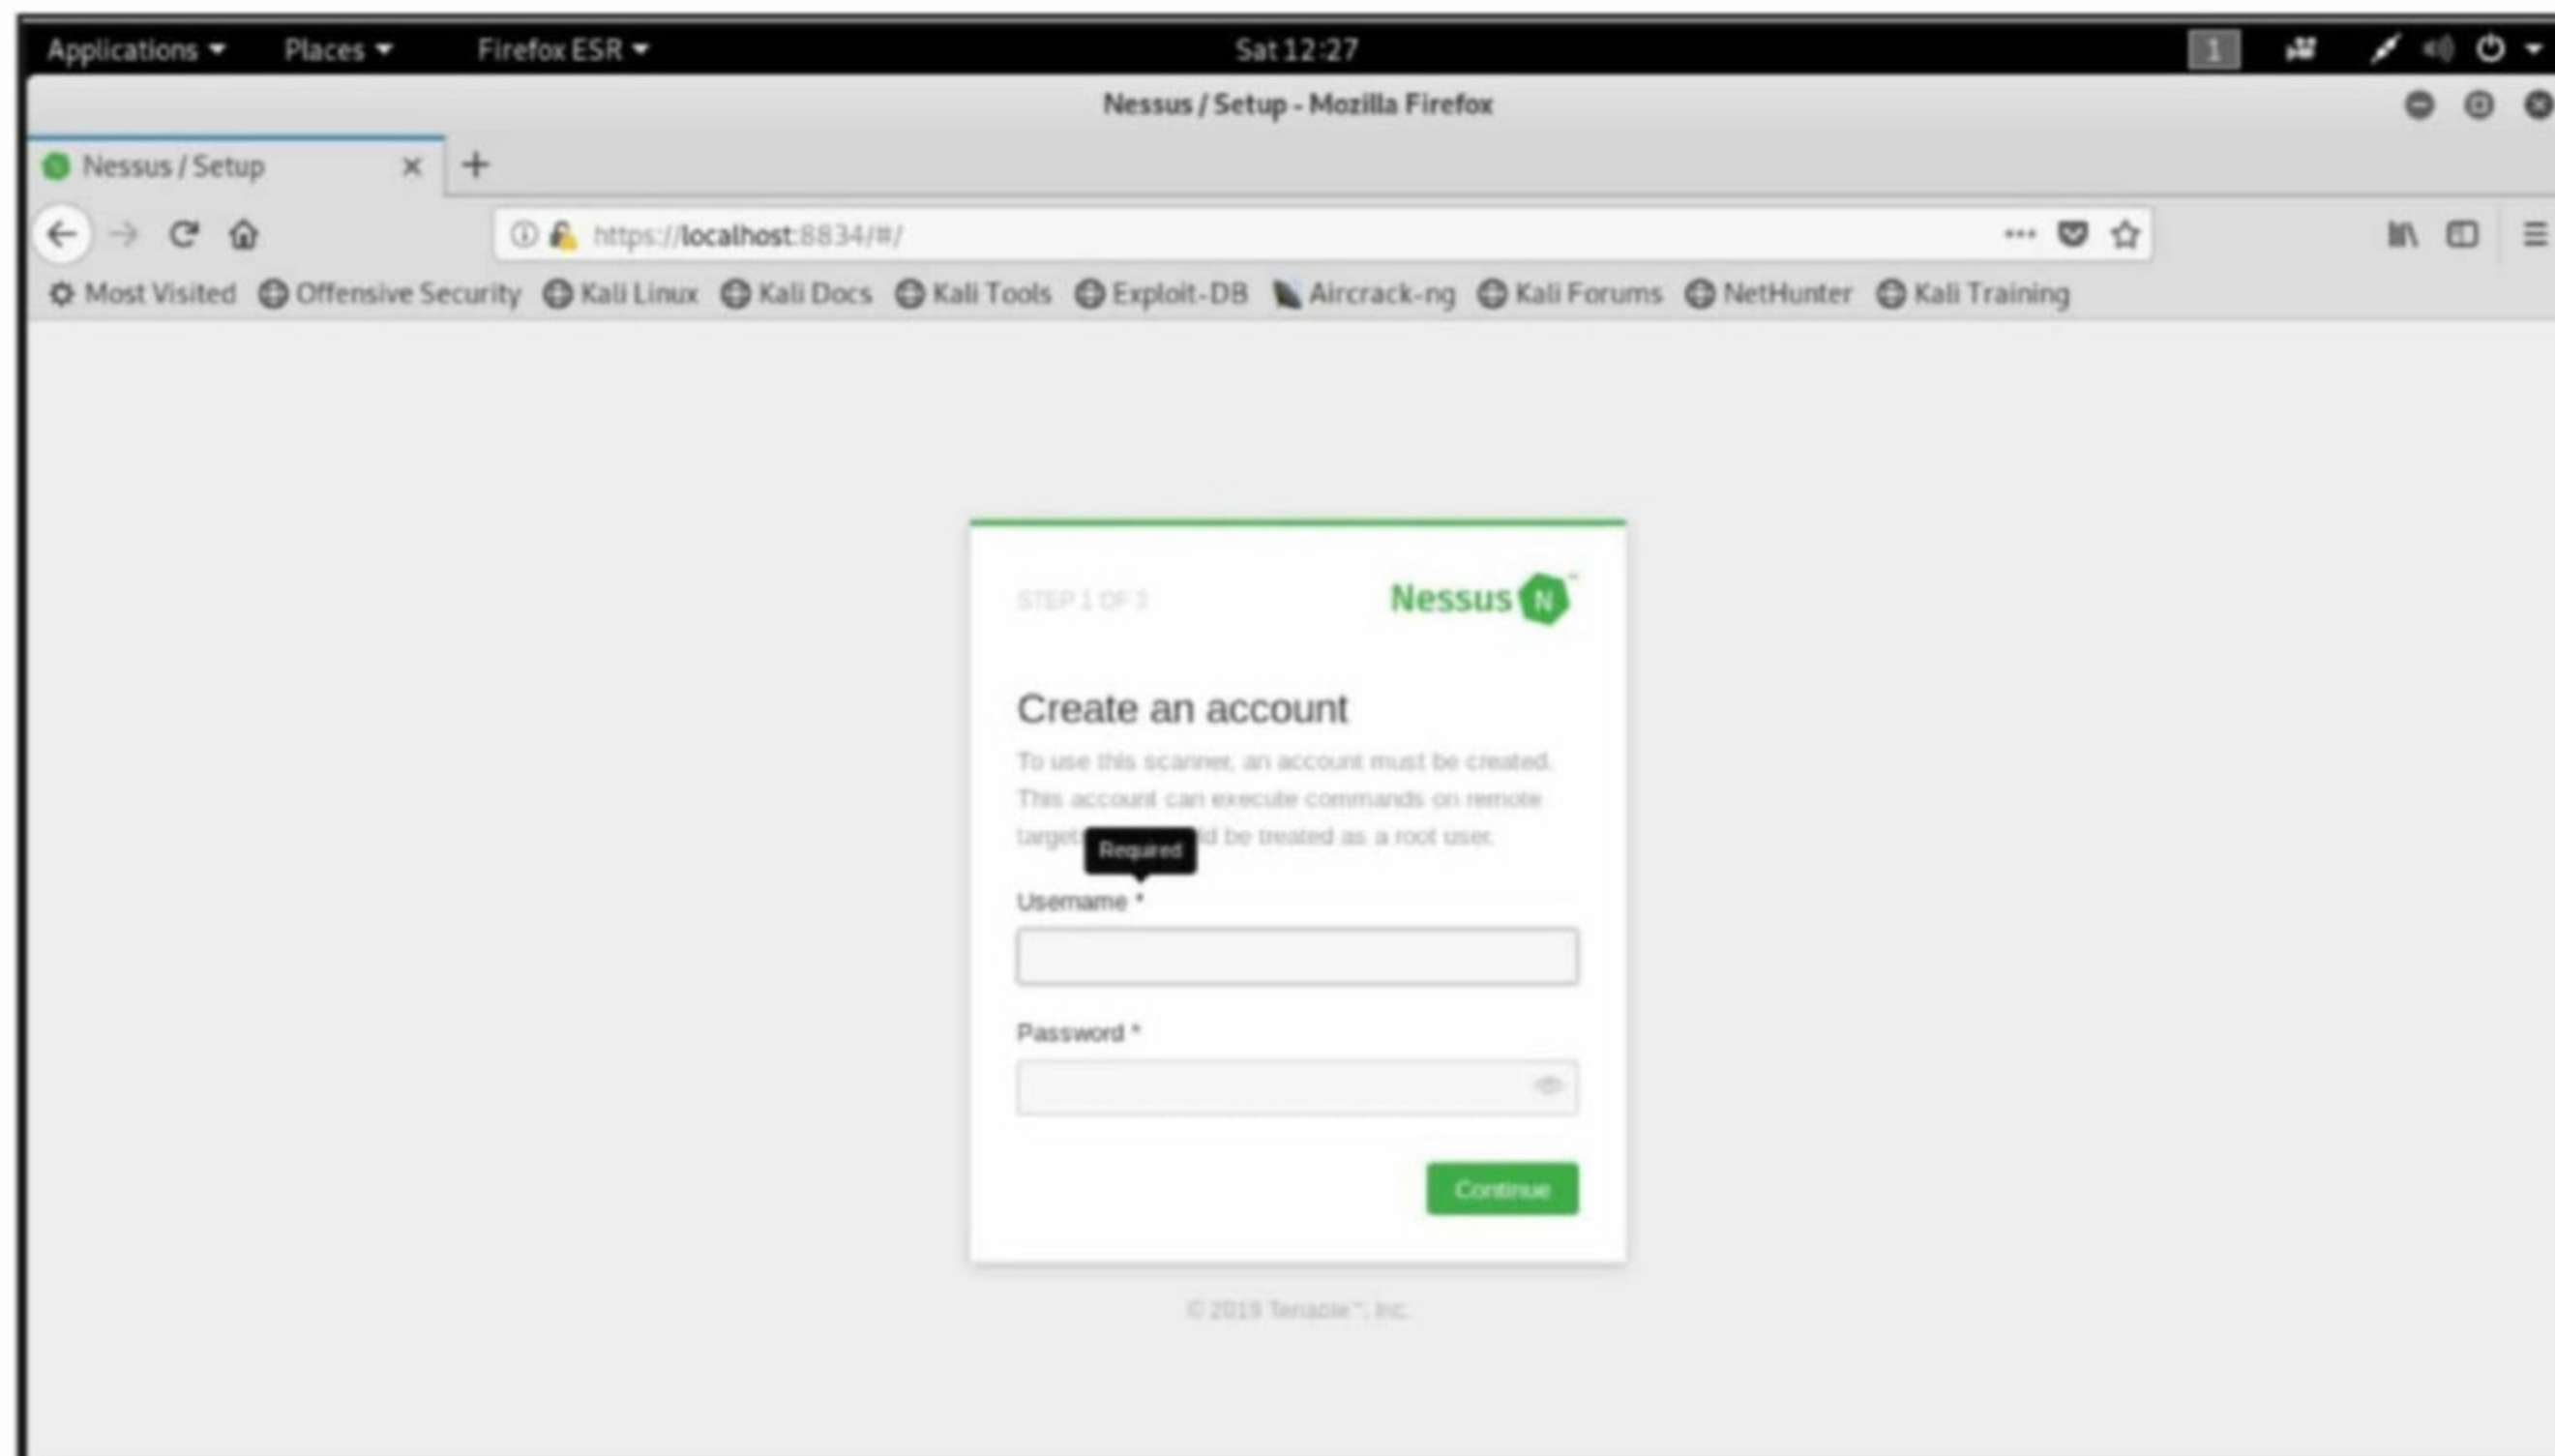 Applications Places Firefox ESR Sat 12:27 1
Nessus / Setup - Mozilla Firefox
Nessus / Setup
https://localhost:8834/#/
Most Visited Offensive Security Kali Linux Kali Docs Kali Tools Exploit-DB Aircrack-ng Kali Forums NetHunter Kali Training
STEP 1 OF 3 Nessus N
Create an account
To use this scanner, an account must be created.
This account can execute commands on remote
target be treated as a root user.
Required
Username *
Password *
Continue
© 2019 Tenable™, Inc.